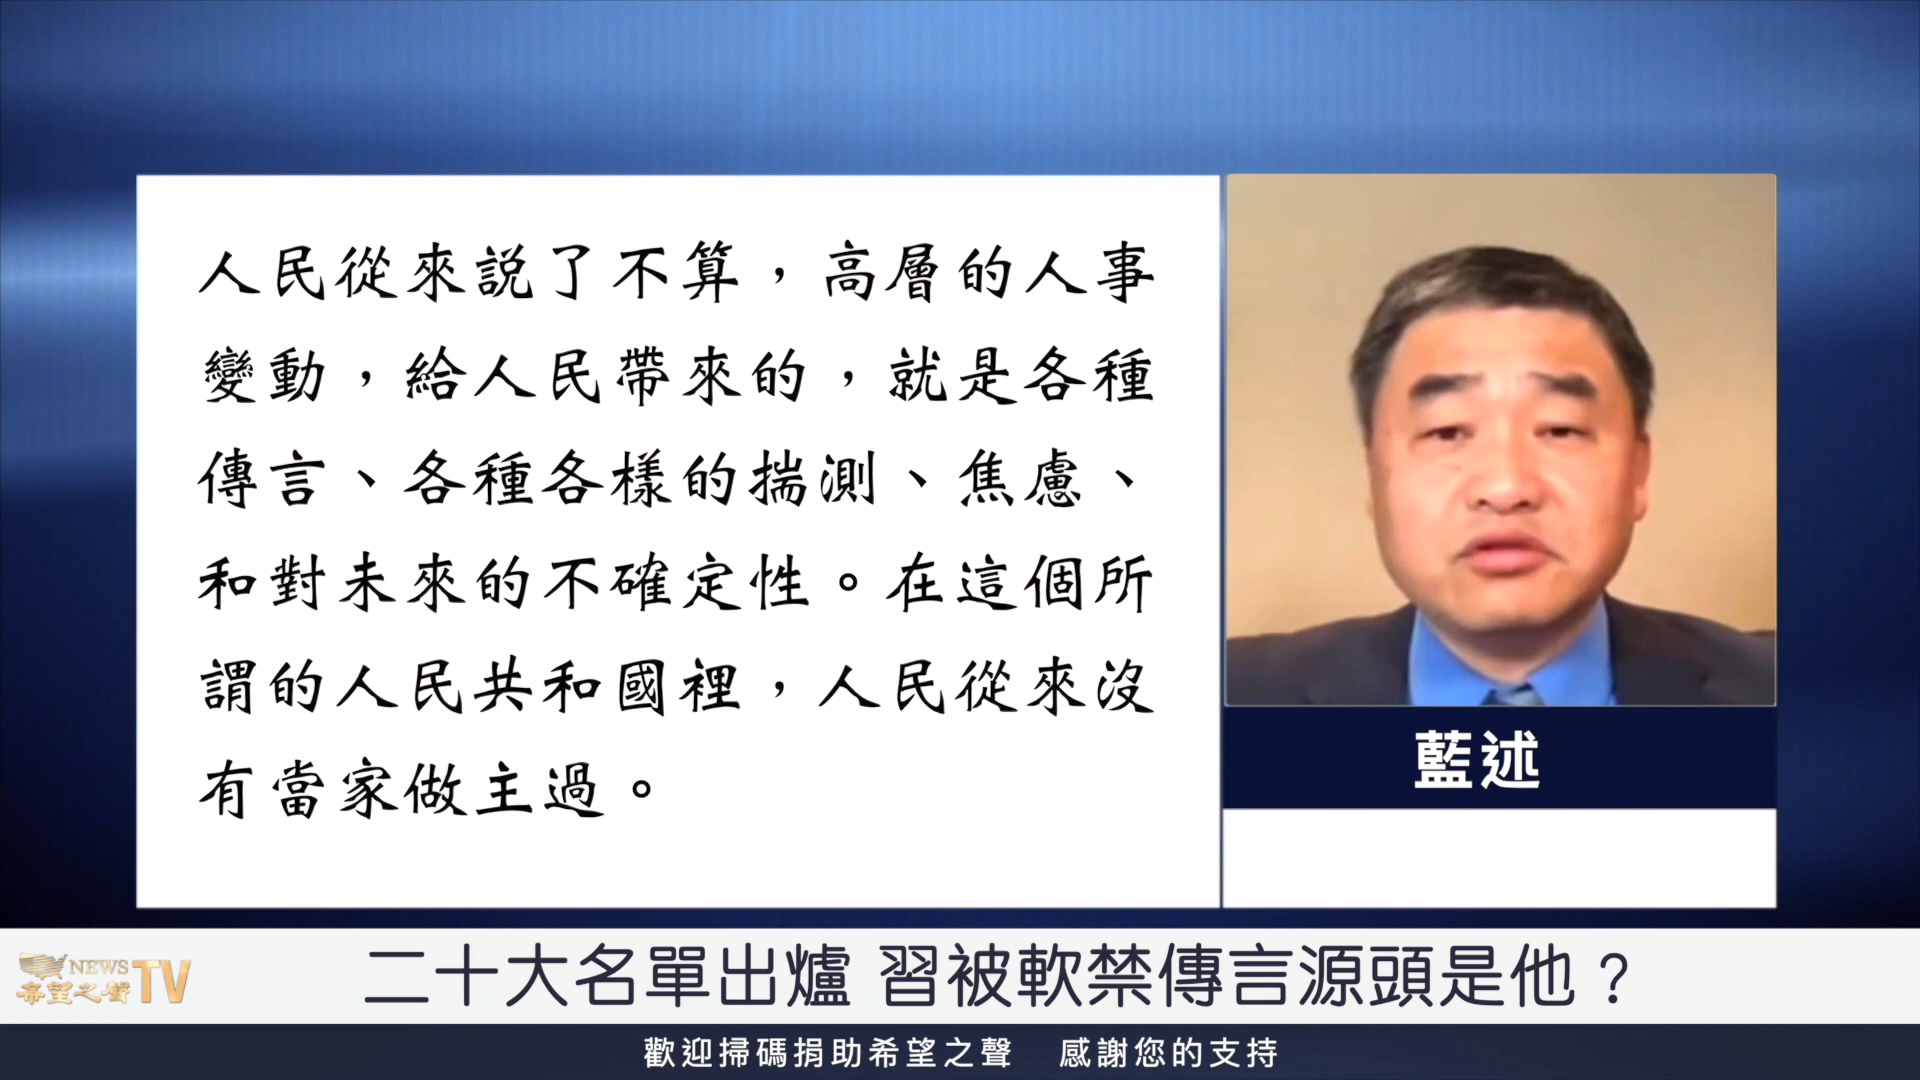 人民從來説了不算，高層的人事
變動，給人民帶來的，就是各種
傳言、各種各樣的揣測、焦慮、
和對未來的不確定性。在這個所
謂的人民共和國裡，人民從來沒
有當家做主過。
藍述
NEWS
希望之聲 TV
二十大名單出爐 習被軟禁傳言源頭是他？
歡迎掃碼捐助希望之聲 感謝您的支持